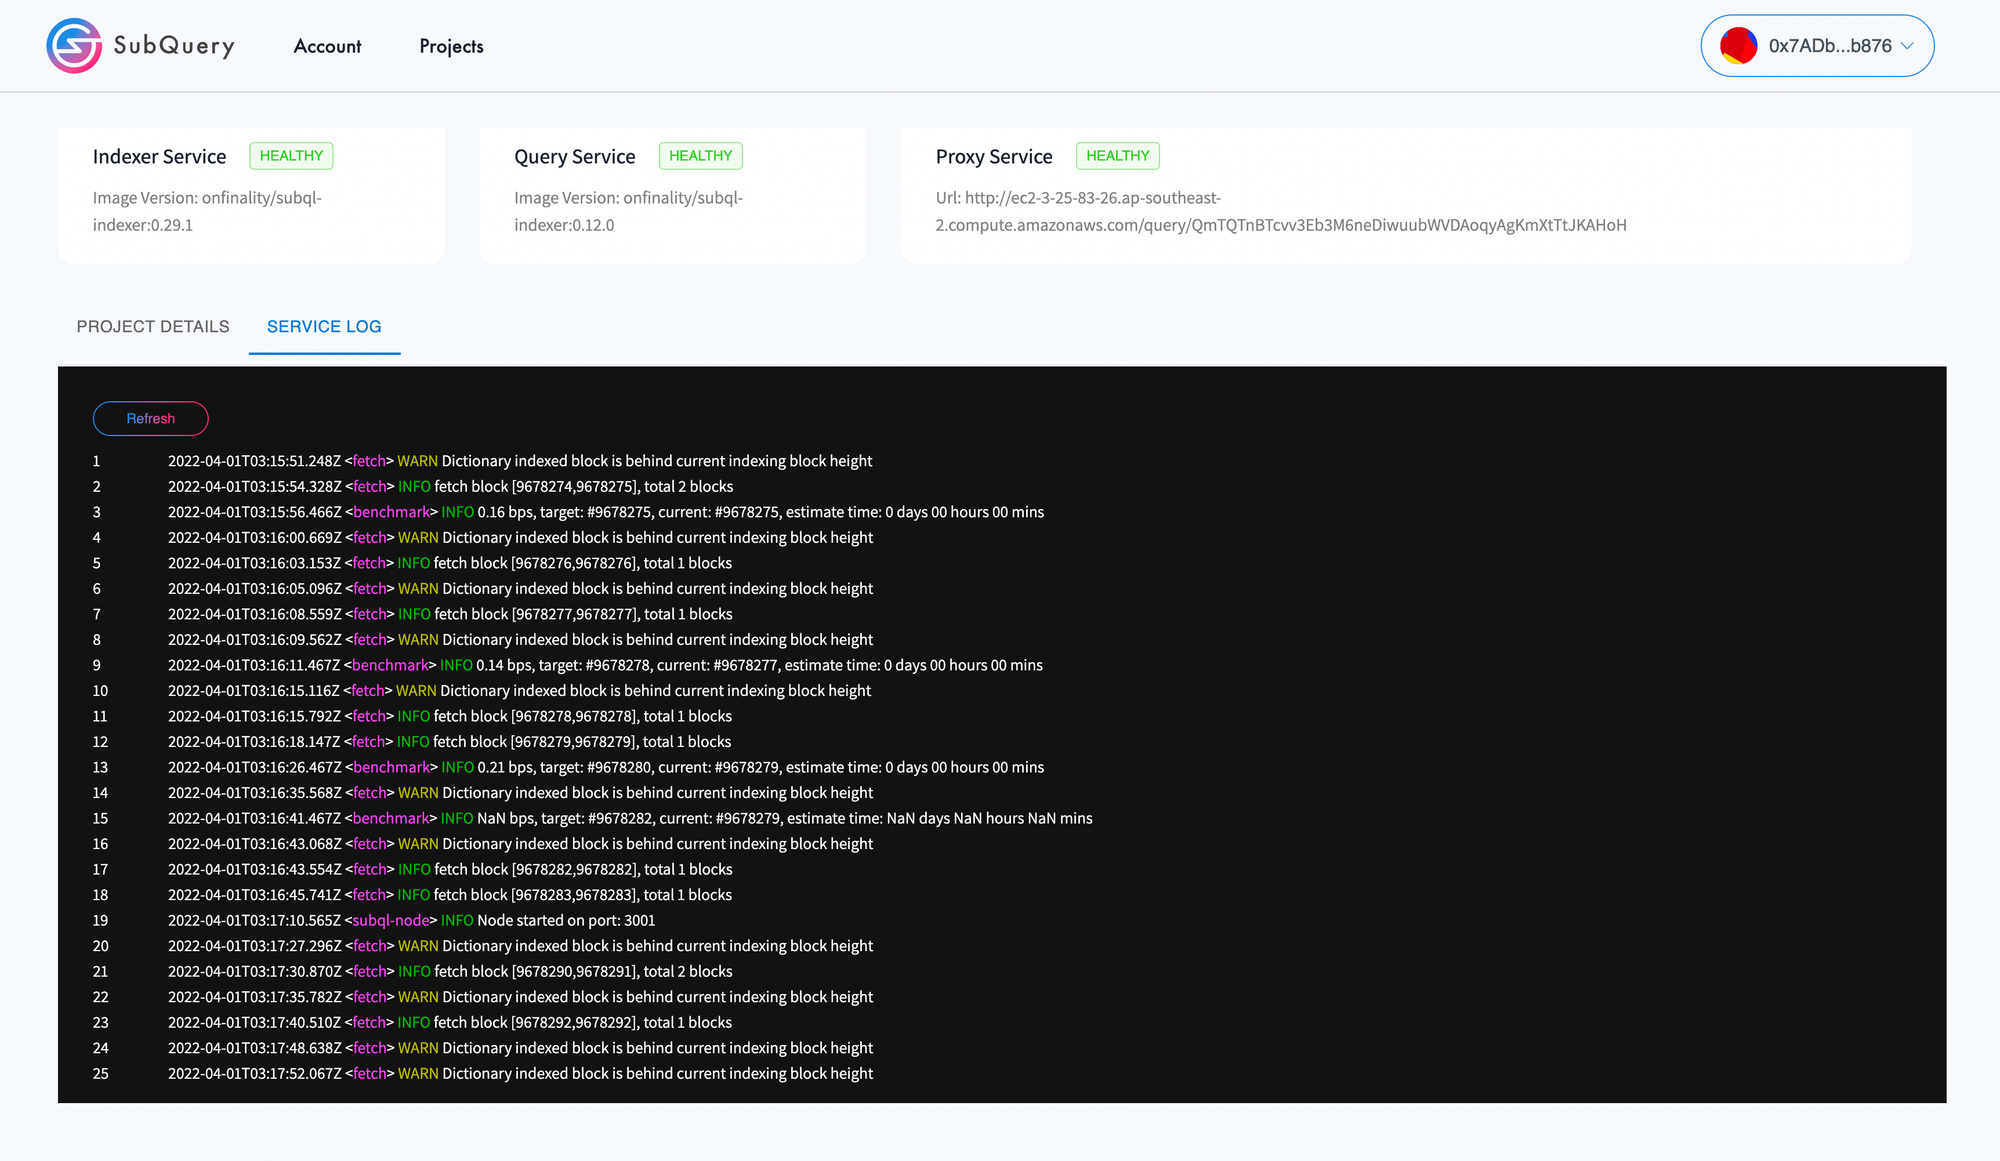 SubQuery Account Projects 0x7ADb...b876
Indexer Service HEALTHY
Image Version: onfinality/subql-
indexer:0.29.1
Query Service HEALTHY
Image Version: onfinality/subql-
indexer:0.12.0
Proxy Service HEALTHY
Url: http://ec2-3-25-83-26.ap-southeast-
2.compute.amazonaws.com/query/QmTQTnBTcvv3Eb3M6neDiwuubWVDAoqyAgKmXtTtJKAHoH
PROJECT DETAILS SERVICE LOG
Refresh
1 2022-04-01T03:15:51.248Z <fetch> WARN Dictionary indexed block is behind current indexing block height
2 2022-04-01T03:15:54.328Z <fetch> INFO fetch block [9678274,9678275], total 2 blocks
3 2022-04-01T03:15:56.466Z <benchmark> INFO 0.16 bps, target: #9678275, current: #9678275, estimate time: 0 days 00 hours 00 mins
4 2022-04-01T03:16:00.669Z <fetch> WARN Dictionary indexed block is behind current indexing block height
5 2022-04-01T03:16:03.153Z <fetch> INFO fetch block [9678276,9678276], total 1 blocks
6 2022-04-01T03:16:05.096Z <fetch> WARN Dictionary indexed block is behind current indexing block height
7 2022-04-01T03:16:08.559Z <fetch> INFO fetch block [9678277,9678277], total 1 blocks
8 2022-04-01T03:16:09.562Z <fetch> WARN Dictionary indexed block is behind current indexing block height
9 2022-04-01T03:16:11.467Z <benchmark> INFO 0.14 bps, target: #9678278, current: #9678277, estimate time: 0 days 00 hours 00 mins
10 2022-04-01T03:16:15.116Z <fetch> WARN Dictionary indexed block is behind current indexing block height
11 2022-04-01T03:16:15.792Z <fetch> INFO fetch block [9678278,9678278], total 1 blocks
12 2022-04-01T03:16:18.147Z <fetch> INFO fetch block [9678279,9678279], total 1 blocks
13 2022-04-01T03:16:26.467Z <benchmark> INFO 0.21 bps, target: #9678280, current: #9678279, estimate time: 0 days 00 hours 00 mins
14 2022-04-01T03:16:35.568Z <fetch> WARN Dictionary indexed block is behind current indexing block height
15 2022-04-01T03:16:41.467Z <benchmark> INFO NaN bps, target: #9678282, current: #9678279, estimate time: NaN days NaN hours NaN mins
16 2022-04-01T03:16:43.068Z <fetch> WARN Dictionary indexed block is behind current indexing block height
17 2022-04-01T03:16:43.554Z <fetch> INFO fetch block [9678282,9678282], total 1 blocks
18 2022-04-01T03:16:45.741Z <fetch> INFO fetch block [9678283,9678283], total 1 blocks
19 2022-04-01T03:17:10.565Z <subql-node> INFO Node started on port: 3001
20 2022-04-01T03:17:27.296Z <fetch> WARN Dictionary indexed block is behind current indexing block height
21 2022-04-01T03:17:30.870Z <fetch> INFO fetch block [9678290,9678291], total 2 blocks
22 2022-04-01T03:17:35.782Z <fetch> WARN Dictionary indexed block is behind current indexing block height
23 2022-04-01T03:17:40.510Z <fetch> INFO fetch block [9678292,9678292], total 1 blocks
24 2022-04-01T03:17:48.638Z <fetch> WARN Dictionary indexed block is behind current indexing block height
25 2022-04-01T03:17:52.067Z <fetch> WARN Dictionary indexed block is behind current indexing block height